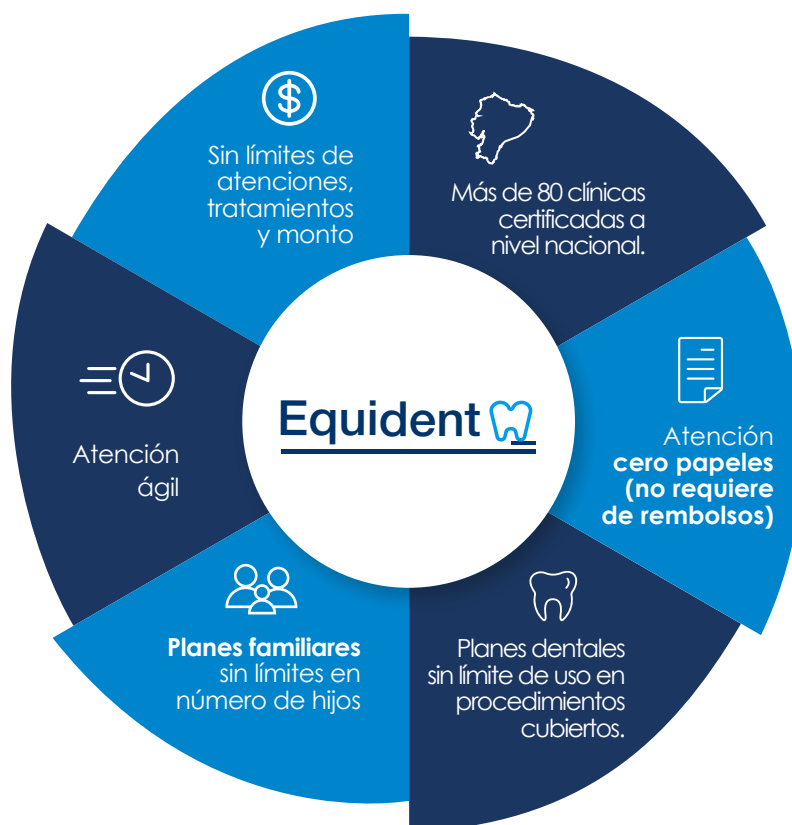 Sin límites de
atenciones,
tratamientos
y monto
Más de 80 clínicas
certificadas a
nivel nacional.
Atención
ágil
Equident
Atención
cero papeles
(no requiere
de rembolsos)
Planes familiares
sin límites en
número de hijos
Planes dentales
sin límite de uso en
procedimientos
cubiertos.